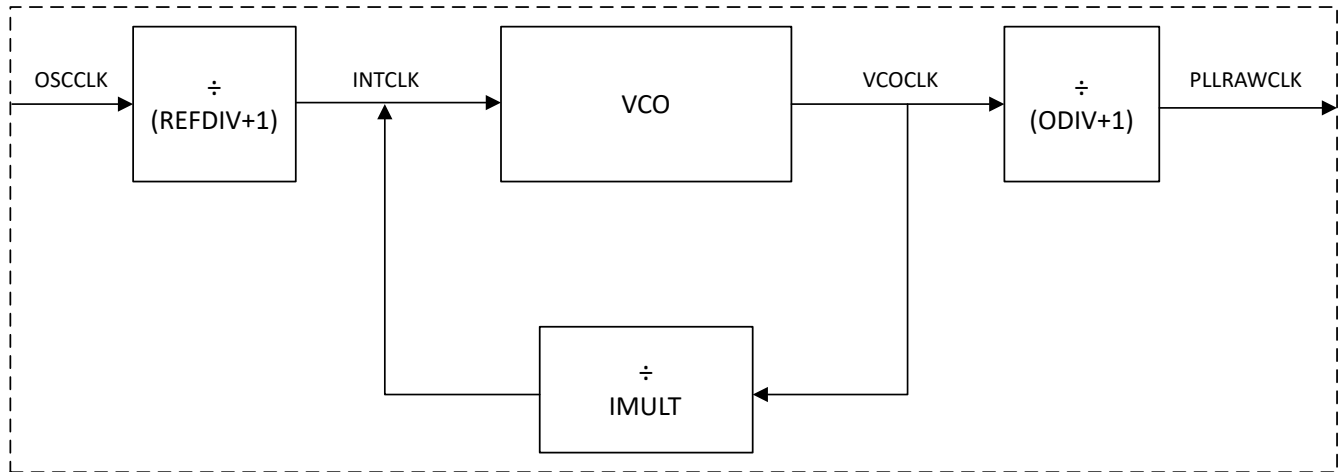 OSCCLK
÷
(REFDIV+1)
INTCLK
VCO
VCOCLK
÷
(ODIV+1)
PLLRAWCLK
÷
IMULT